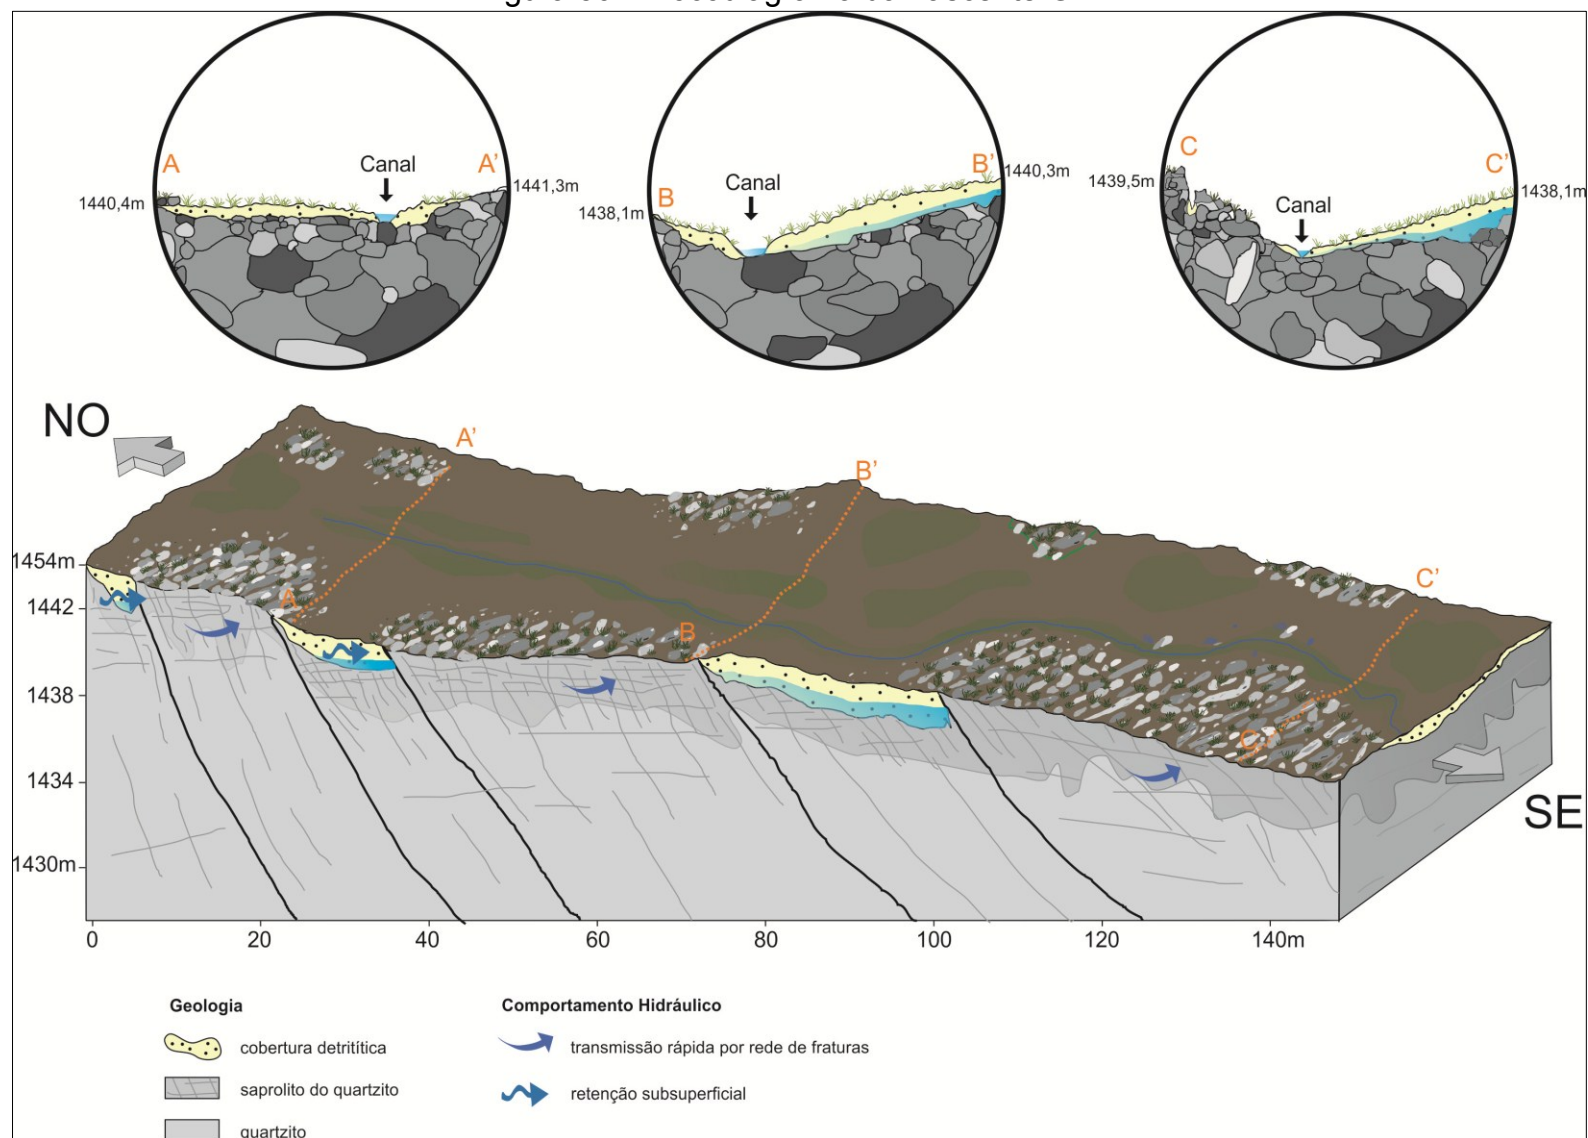 A
Canal
A'
1440,4m
1441,3m
B
Canal
B'
1438,1m
1440,3m
C
Canal
C'
1439,5m
1438,1m
NO
A'
B'
C'
A
B
C
1454m
1442
1438
1434
1430m
SE
0 20 40 60 80 100 120 140m
Geologia
cobertura detritítica
saprolito do quartzito
quartzito
Comportamento Hidráulico
transmissão rápida por rede de fraturas
retenção subsuperficial